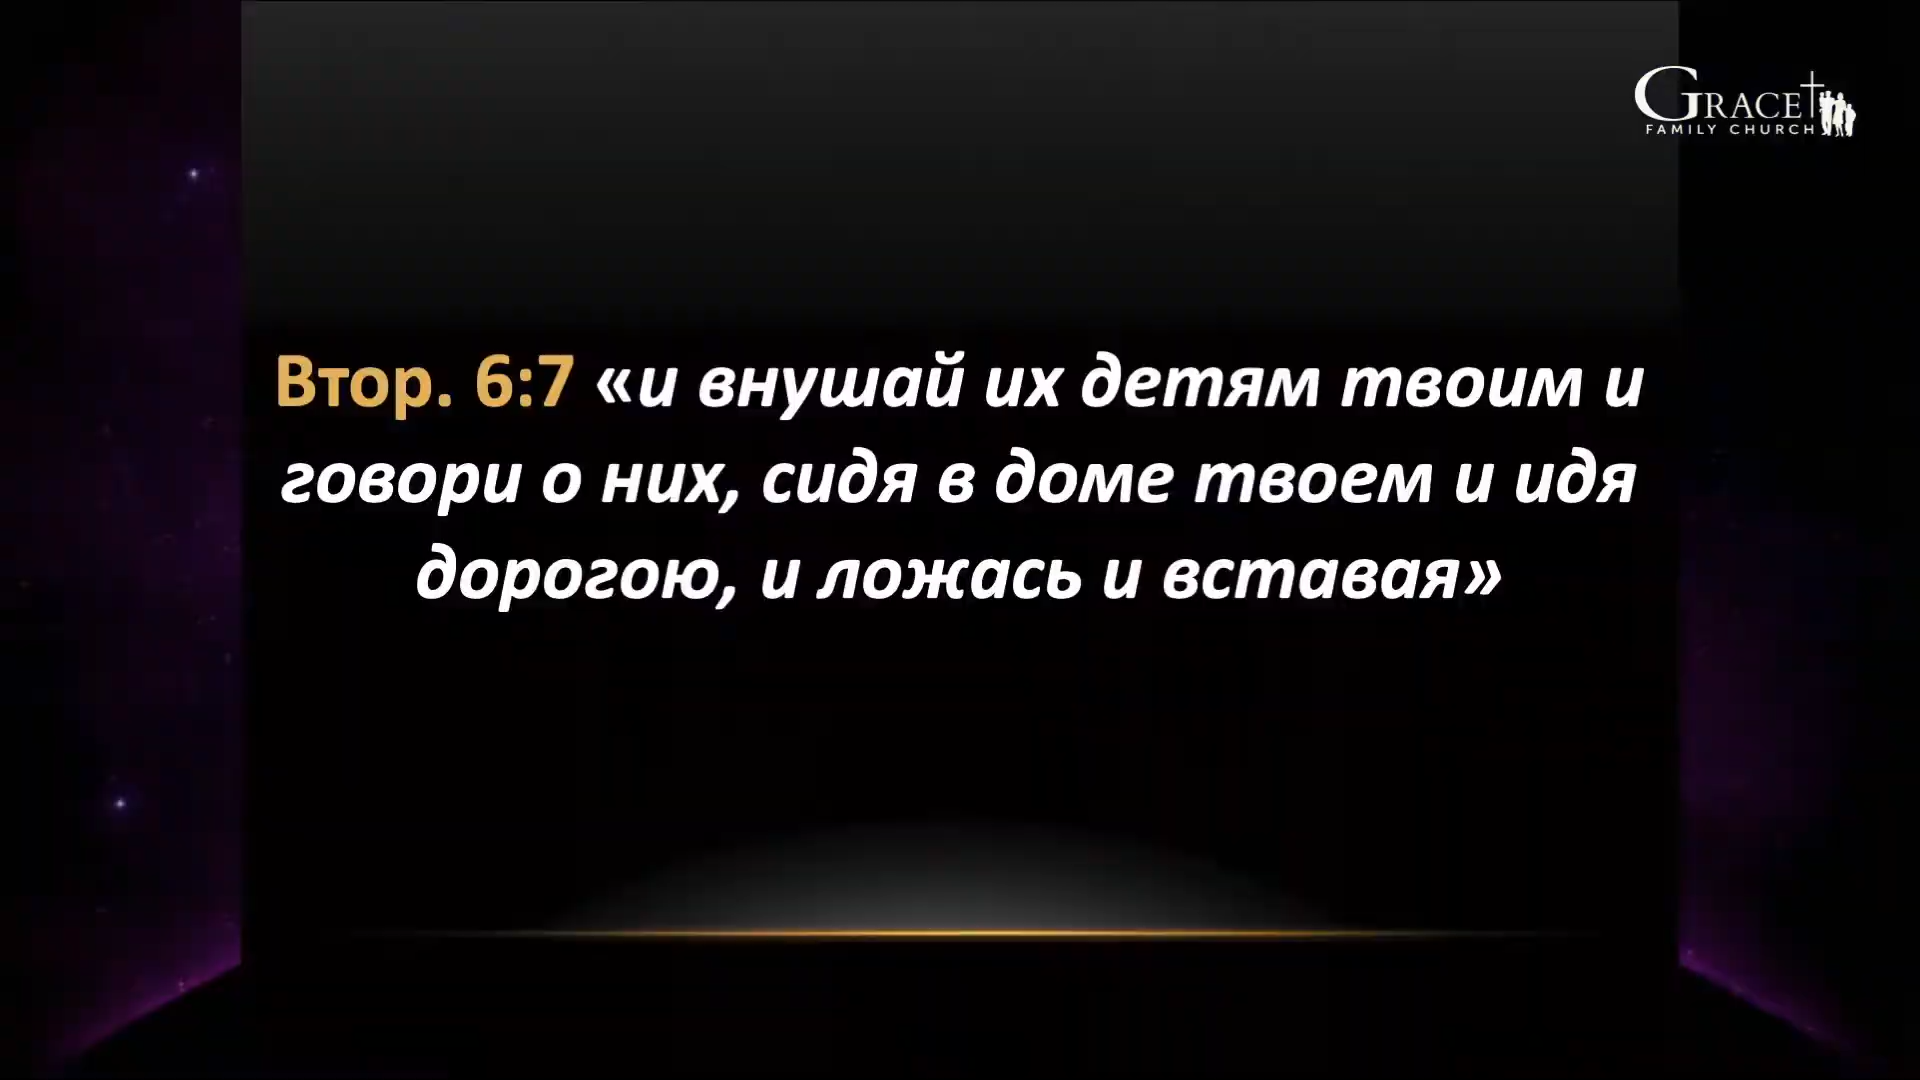 GRACE
FAMILY CHURCH
Втор. 6:7 «и внушай их детям твоим и
говори о них, сидя в доме твоем и идя
дорогою, и ложась и вставая»